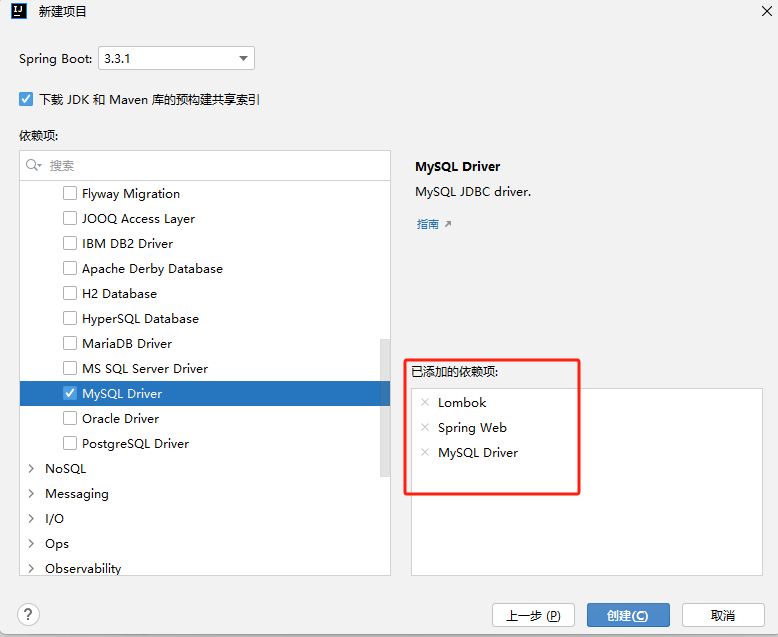 新建项目
Spring Boot: 3.3.1
下载 JDK 和 Maven 库的预构建共享索引
依赖项:
搜索
Flyway Migration
JOOQ Access Layer
IBM DB2 Driver
Apache Derby Database
H2 Database
HyperSQL Database
MariaDB Driver
MS SQL Server Driver
MySQL Driver
Oracle Driver
PostgreSQL Driver
NoSQL
Messaging
I/O
Ops
Observability
MySQL Driver
MySQL JDBC driver.
指南
已添加的依赖项:
Lombok
Spring Web
MySQL Driver
?
上一步 (P)
创建(C)
取消